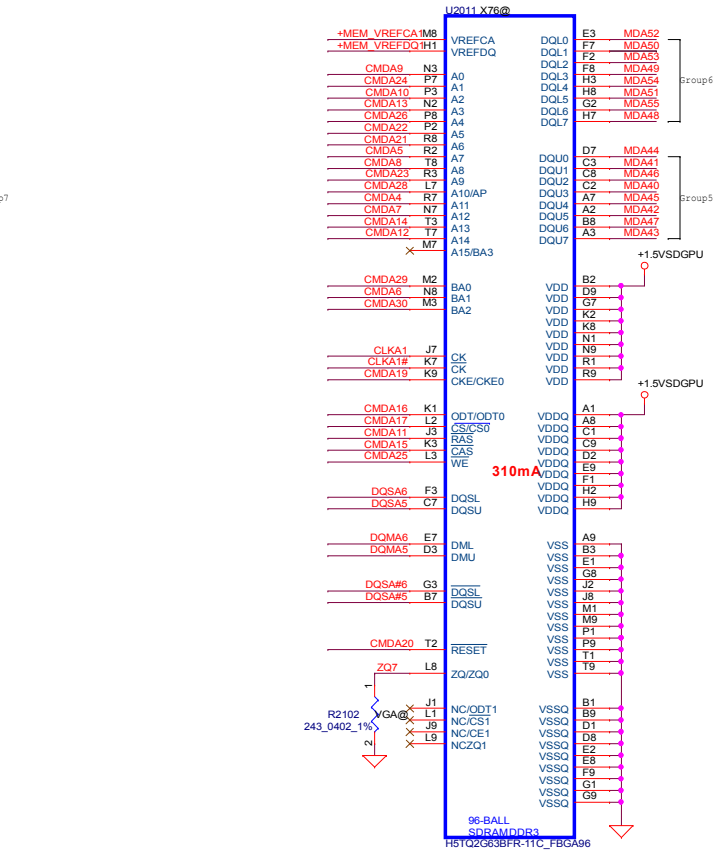 U2011 X76@
+MEM_VREFCA1 M8 VREFCA DQL0 E3 MDA52
+MEM_VREFDQ1 H1 VREFDQ DQL1 F7 MDA50
DQL2 F2 MDA53
CMDA9 N3 A0 DQL3 F8 MDA49
CMDA24 P7 A1 DQL4 H3 MDA54 Group6
CMDA10 P3 A2 DQL5 H8 MDA51
CMDA13 N2 A3 DQL6 G2 MDA55
CMDA26 P8 A4 DQL7 H7 MDA48
CMDA22 P2 A5
CMDA21 R8 A6
CMDA5 R2 A7 DQU0 D7 MDA44
CMDA8 T8 A8 DQU1 C3 MDA41
CMDA23 R3 A9 DQU2 C8 MDA46
CMDA28 L7 A10/AP DQU3 C2 MDA40
p7 CMDA4 R7 A11 DQU4 A7 MDA45 Group5
CMDA7 N7 A12 DQU5 A2 MDA42
CMDA14 T3 A13 DQU6 B8 MDA47
CMDA12 T7 A14 DQU7 A3 MDA43
M7 A15/BA3
+1.5VSDGPU
CMDA29 M2 BA0 VDD B2
CMDA6 N8 BA1 VDD D9
CMDA30 M3 BA2 VDD G7
VDD K2
VDD K8
VDD N1
CLKA1 J7 CK VDD N9
CLKA1# K7 CK VDD R1
CMDA19 K9 CKE/CKE0 VDD R9
+1.5VSDGPU
CMDA16 K1 ODT/ODT0 VDDQ A1
CMDA17 L2 CS/CS0 VDDQ A8
CMDA11 J3 RAS VDDQ C1
CMDA15 K3 CAS VDDQ C9
CMDA25 L3 WE VDDQ D2
310mA VDDQ E9
VDDQ F1
DQSA6 F3 DQSL VDDQ H2
DQSA5 C7 DQSU VDDQ H9
DQMA6 E7 DML VSS A9
DQMA5 D3 DMU VSS B3
VSS E1
VSS G8
DQSA#6 G3 DQSL VSS J2
DQSA#5 B7 DQSU VSS J8
VSS M1
VSS M9
VSS P1
CMDA20 T2 RESET VSS P9
VSS T1
ZQ7 L8 ZQ/ZQ0 VSS T9
1
J1 NC/ODT1 VSSQ B1
R2102 VGA@ L1 NC/CS1 VSSQ B9
243_0402_1% J9 NC/CE1 VSSQ D1
2 L9 NCZQ1 VSSQ D8
VSSQ E2
VSSQ E8
VSSQ F9
VSSQ G1
VSSQ G9
96-BALL
SDRAM DDR3
H5TQ2G63BFR-11C_FBGA96